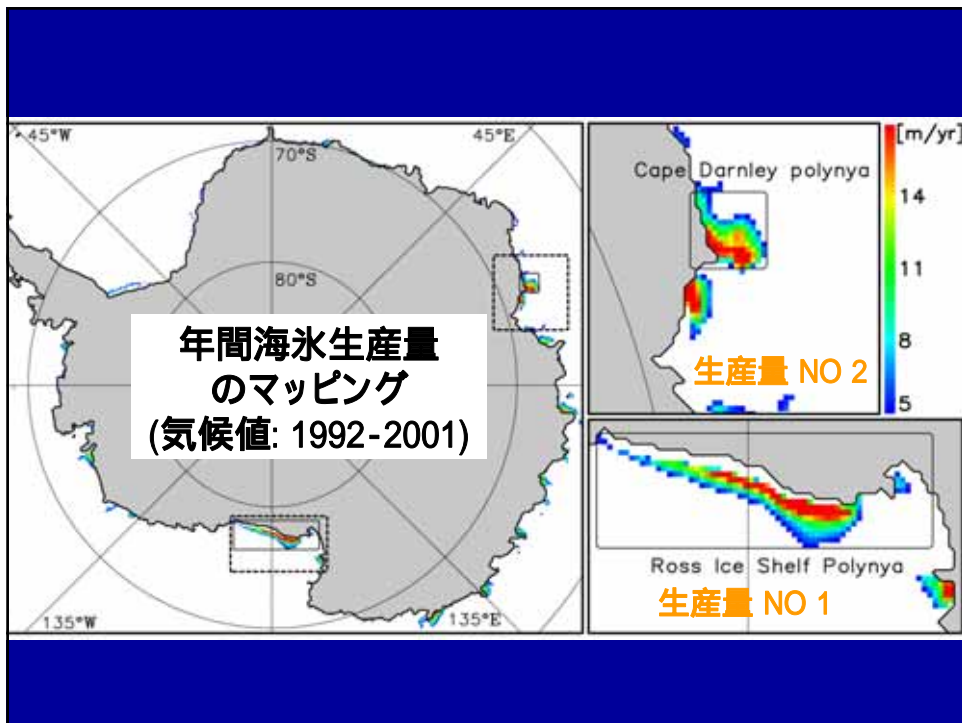 45°W
45°E
70°S
80°S
年間海氷生産量
のマッピング
(気候値: 1992-2001)
135°W
135°E
[m/yr]
Cape Darnley polynya
14
11
8
5
生産量 NO 2
Ross Ice Shelf Polynya
生産量 NO 1